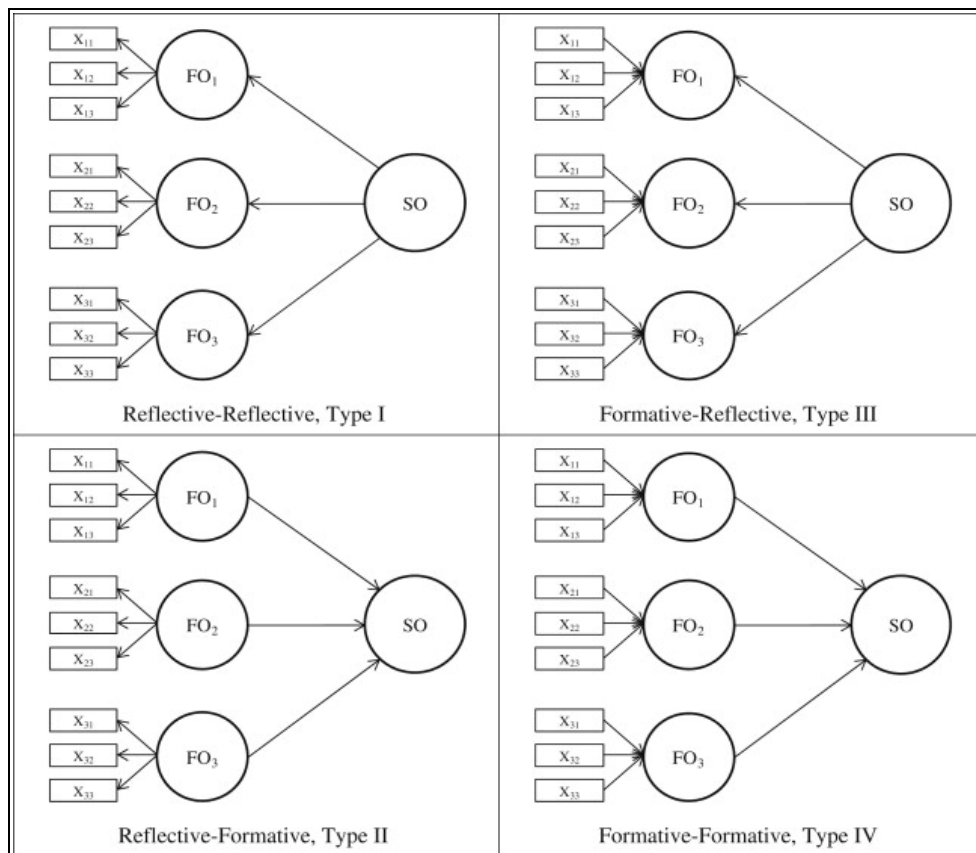 X11
X12
X13
FO1
X21
X22
X23
FO2
SO
X31
X32
X33
FO3
Reflective-Reflective, Type I
X11
X12
X13
FO1
X21
X22
X23
FO2
SO
X31
X32
X33
FO3
Formative-Reflective, Type III
X11
X12
X13
FO1
X21
X22
X23
FO2
SO
X31
X32
X33
FO3
Reflective-Formative, Type II
X11
X12
X13
FO1
X21
X22
X23
FO2
SO
X31
X32
X33
FO3
Formative-Formative, Type IV